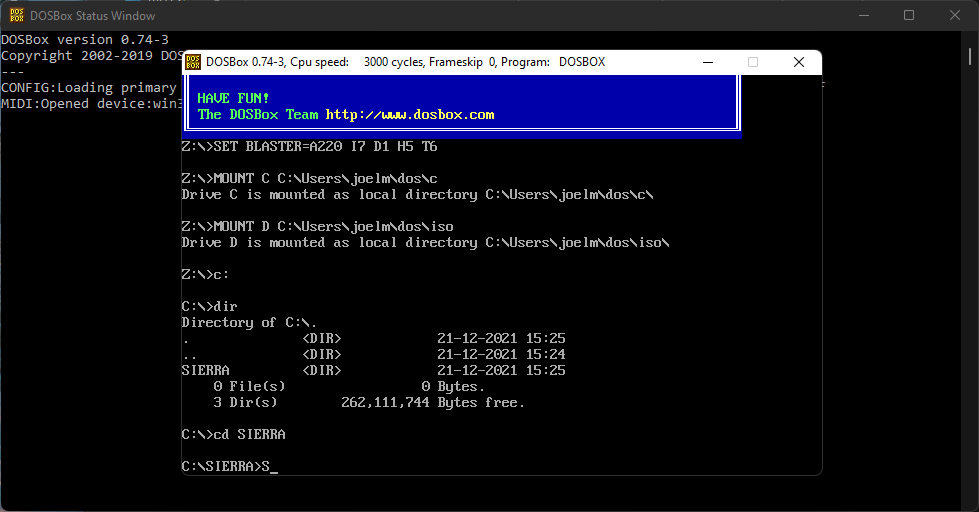 DOSBox Status Window
DOSBox version 0.74-3
Copyright 2002-2019 DOS
---
CONFIG:Loading primary
MIDI:Opened device:win3
DOSBox 0.74-3, Cpu speed: 3000 cycles, Frameskip 0, Program: DOSBOX
HAVE FUN!
The DOSBox Team http://www.dosbox.com
Z:\>SET BLASTER=A220 I7 D1 H5 T6
Z:\>MOUNT C C:\Users\joelm\dos\c
Drive C is mounted as local directory C:\Users\joelm\dos\c\
Z:\>MOUNT D C:\Users\joelm\dos\iso
Drive D is mounted as local directory C:\Users\joelm\dos\iso\
Z:\>c:
C:\>dir
Directory of C:\.
. <DIR> 21-12-2021 15:25
.. <DIR> 21-12-2021 15:24
SIERRA <DIR> 21-12-2021 15:25
0 File(s) 0 Bytes.
3 Dir(s) 262,111,744 Bytes free.
C:\>cd SIERRA
C:\SIERRA>S_